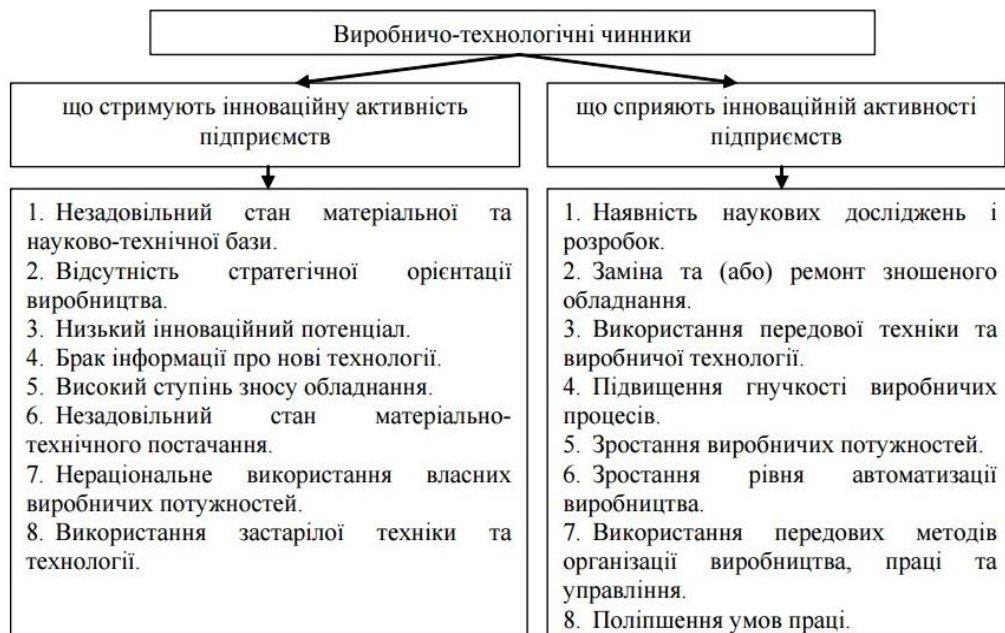 Виробничо-технологічні чинники
що стримують інноваційну активність
підприємств
що сприяють інноваційній активності
підприємств
1. Незадовільний стан матеріальної та
науково-технічної бази.
2. Відсутність стратегічної орієнтації
виробництва.
3. Низький інноваційний потенціал.
4. Брак інформації про нові технології.
5. Високий ступінь зносу обладнання.
6. Незадовільний стан матеріально-
технічного постачання.
7. Нераціональне використання власних
виробничих потужностей.
8. Використання застарілої техніки та
технології.
1. Наявність наукових досліджень і
розробок.
2. Заміна та (або) ремонт зношеного
обладнання.
3. Використання передової техніки та
виробничої технології.
4. Підвищення гнучкості виробничих
процесів.
5. Зростання виробничих потужностей.
6. Зростання рівня автоматизації
виробництва.
7. Використання передових методів
організації виробництва, праці та
управління.
8. Поліпшення умов праці.